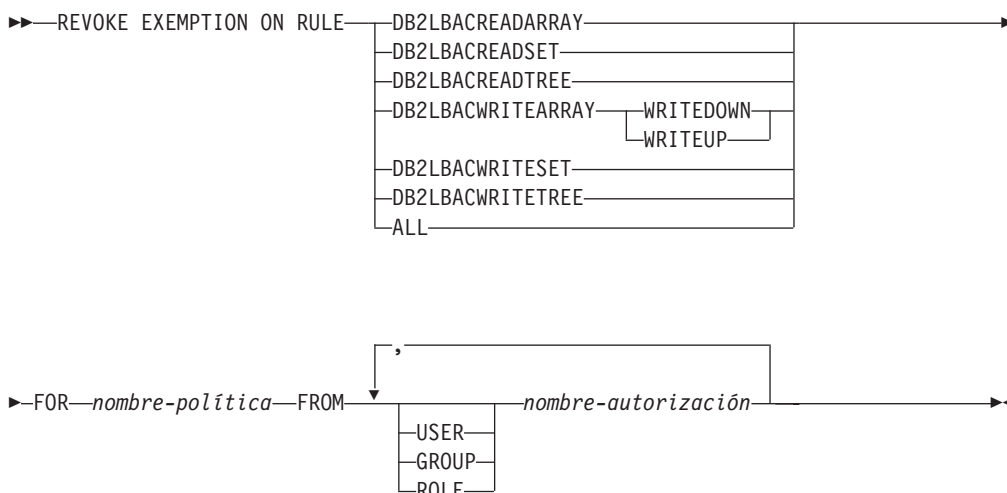 REVOKE EXEMPTION ON RULE DB2LBACREADARRAY
DB2LBACREADSET
DB2LBACREADTREE
DB2LBACWRITEARRAY WRITEDOWN
WRITEUP
DB2LBACWRITESET
DB2LBACWRITETREE
ALL
,
FOR nombre-política FROM nombre-autorización
USER
GROUP
ROLE